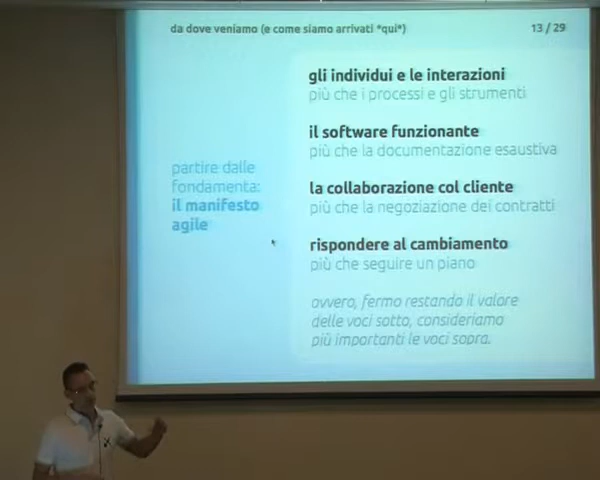 da dove veniamo (e come siamo arrivati *qui*)
13 / 29
gli individui e le interazioni
più che i processi e gli strumenti
il software funzionante
più che la documentazione esaustiva
partire dalle
fondamenta:
il manifesto
agile
la collaborazione col cliente
più che la negoziazione dei contratti
rispondere al cambiamento
più che seguire un piano
ovvero, fermo restando il valore
delle voci sotto, consideriamo
più importanti le voci sopra.